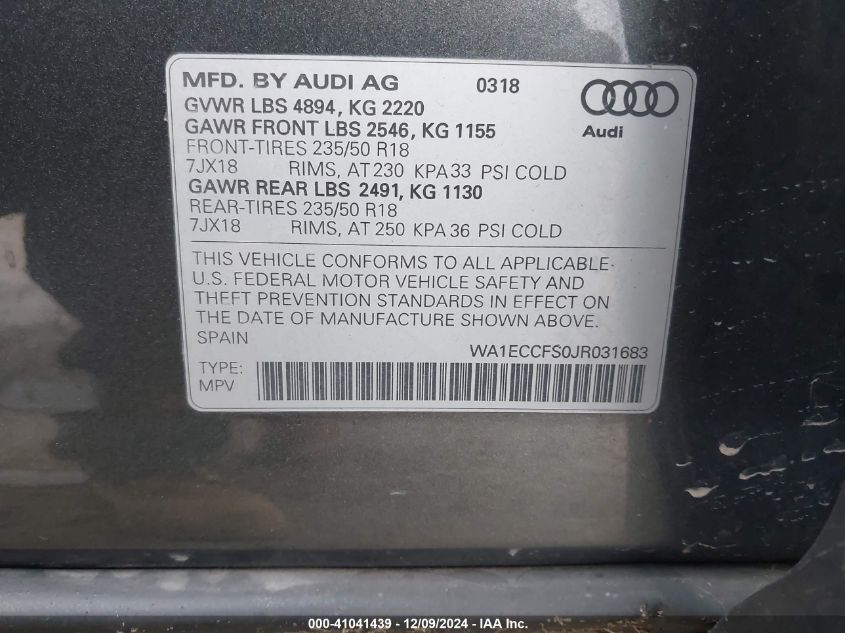 MFD. BY AUDI AG 0318
GVWR LBS 4894, KG 2220
GAWR FRONT LBS 2546, KG 1155
Audi
FRONT-TIRES 235/50 R18
7JX18 RIMS, AT 230 KPA 33 PSI COLD
GAWR REAR LBS 2491, KG 1130
REAR-TIRES 235/50 R18
7JX18 RIMS, AT 250 KPA 36 PSI COLD
THIS VEHICLE CONFORMS TO ALL APPLICABLE
U.S. FEDERAL MOTOR VEHICLE SAFETY AND
THEFT PREVENTION STANDARDS IN EFFECT ON
THE DATE OF MANUFACTURE SHOWN ABOVE.
SPAIN
WA1ECCFS0JR031683
TYPE:
MPV
000-41041439 - 12/09/2024 - IAA Inc.